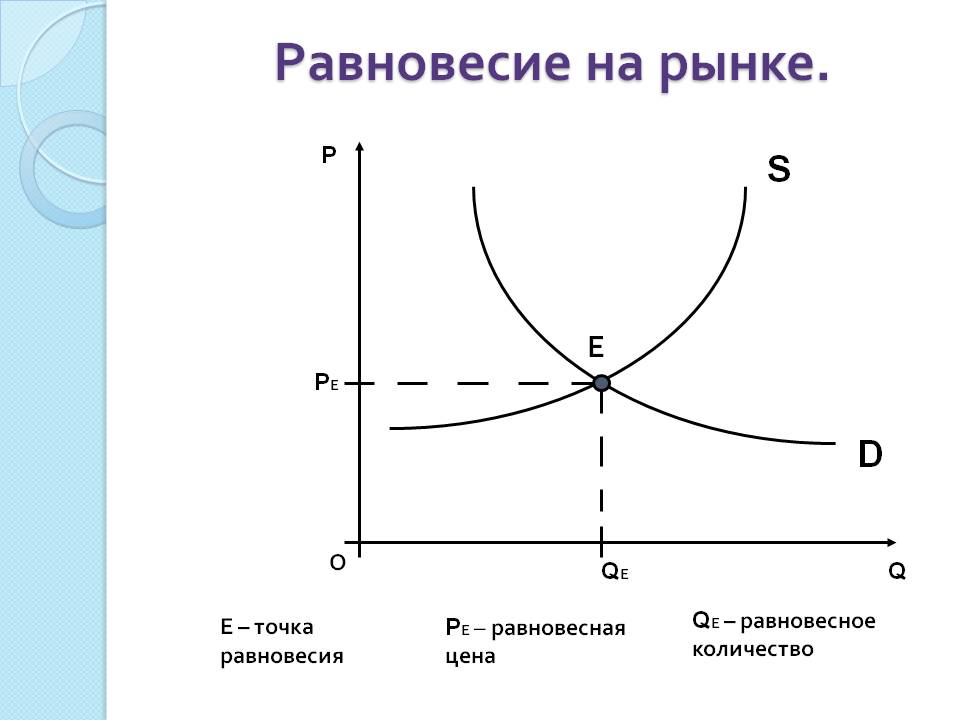 Равновесие на рынке.
P
S
E
PE
D
O
QE
Q
E – точка
равновесия
PE – равновесная
цена
QE – равновесное
количество